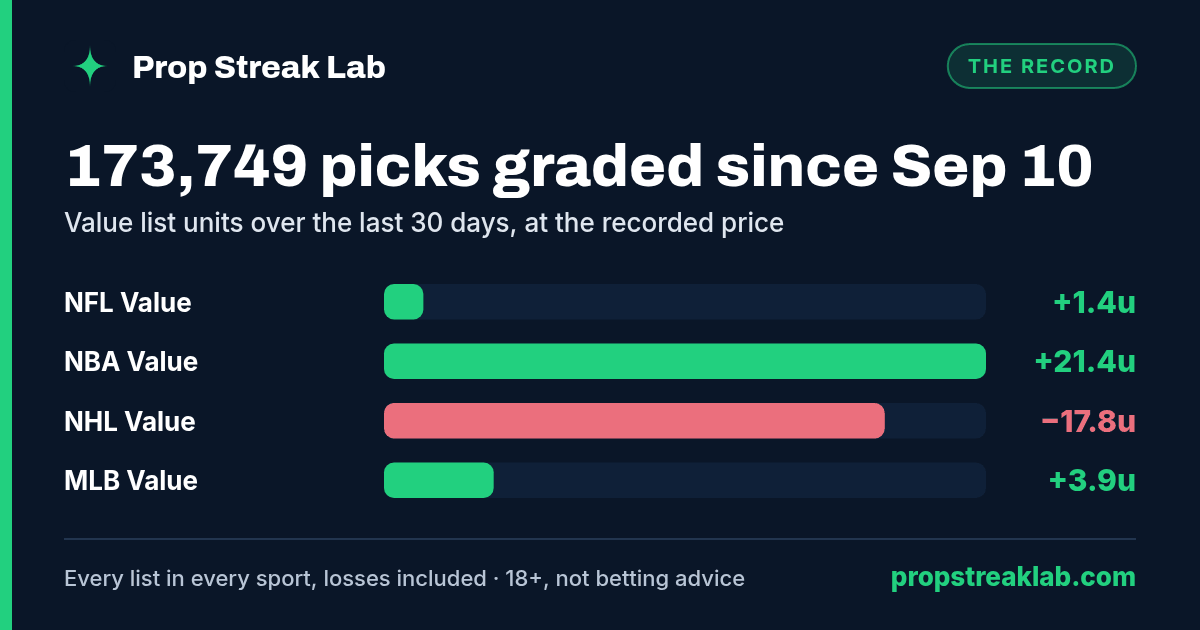 Prop Streak Lab
THE RECORD
173,749 picks graded since Sep 10
Value list units over the last 30 days, at the recorded price
NFL Value +1.4u
NBA Value +21.4u
NHL Value −17.8u
MLB Value +3.9u
Every list in every sport, losses included · 18+, not betting advice
propstreaklab.com